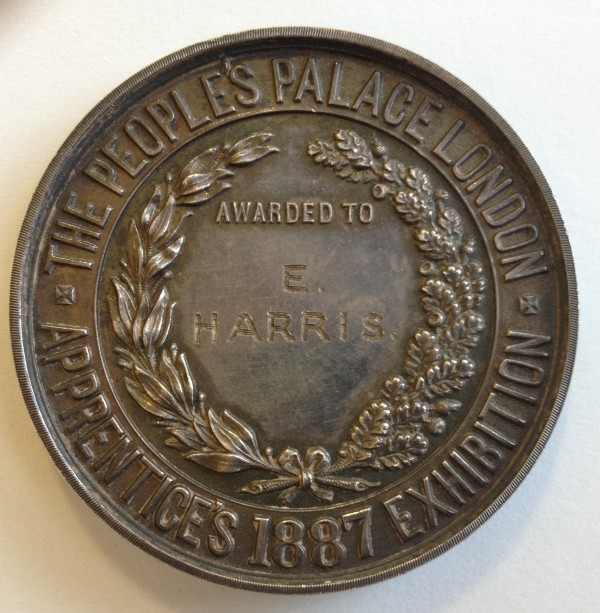 THE PEOPLE'S PALACE LONDON
AWARDED TO
E.
HARRIS.
APPRENTICE'S 1887 EXHIBITION